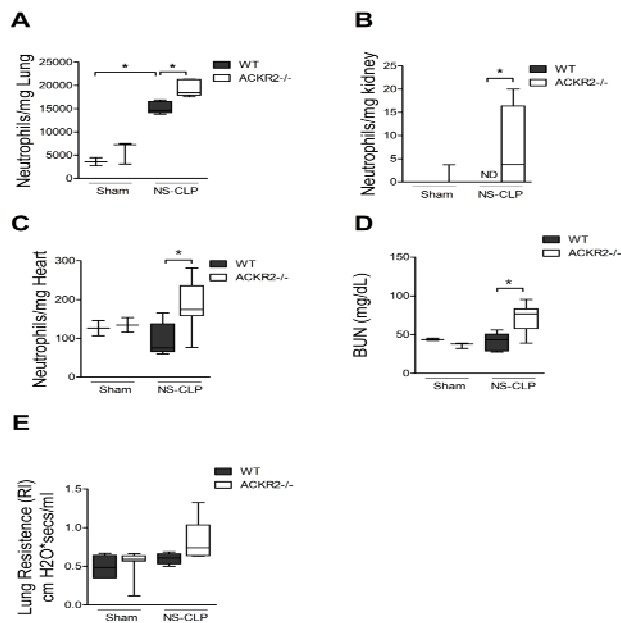 A
WT
ACKR2-/-
Neutrophils/mg Lung
25000
20000
15000
10000
5000
0
*
*
Sham
NS-CLP
B
WT
ACKR2-/-
Neutrophils/mg kidney
25
20
15
10
5
0
*
ND
Sham
NS-CLP
C
WT
ACKR2-/-
Neutrophils/mg Heart
300
200
100
0
*
Sham
NS-CLP
D
WT
ACKR2-/-
BUN (mg/dL)
150
100
50
0
*
Sham
NS-CLP
E
WT
ACKR2-/-
Lung Resistence (RI)
cm H2O*secs/ml
1.5
1.0
0.5
0.0
Sham
NS-CLP